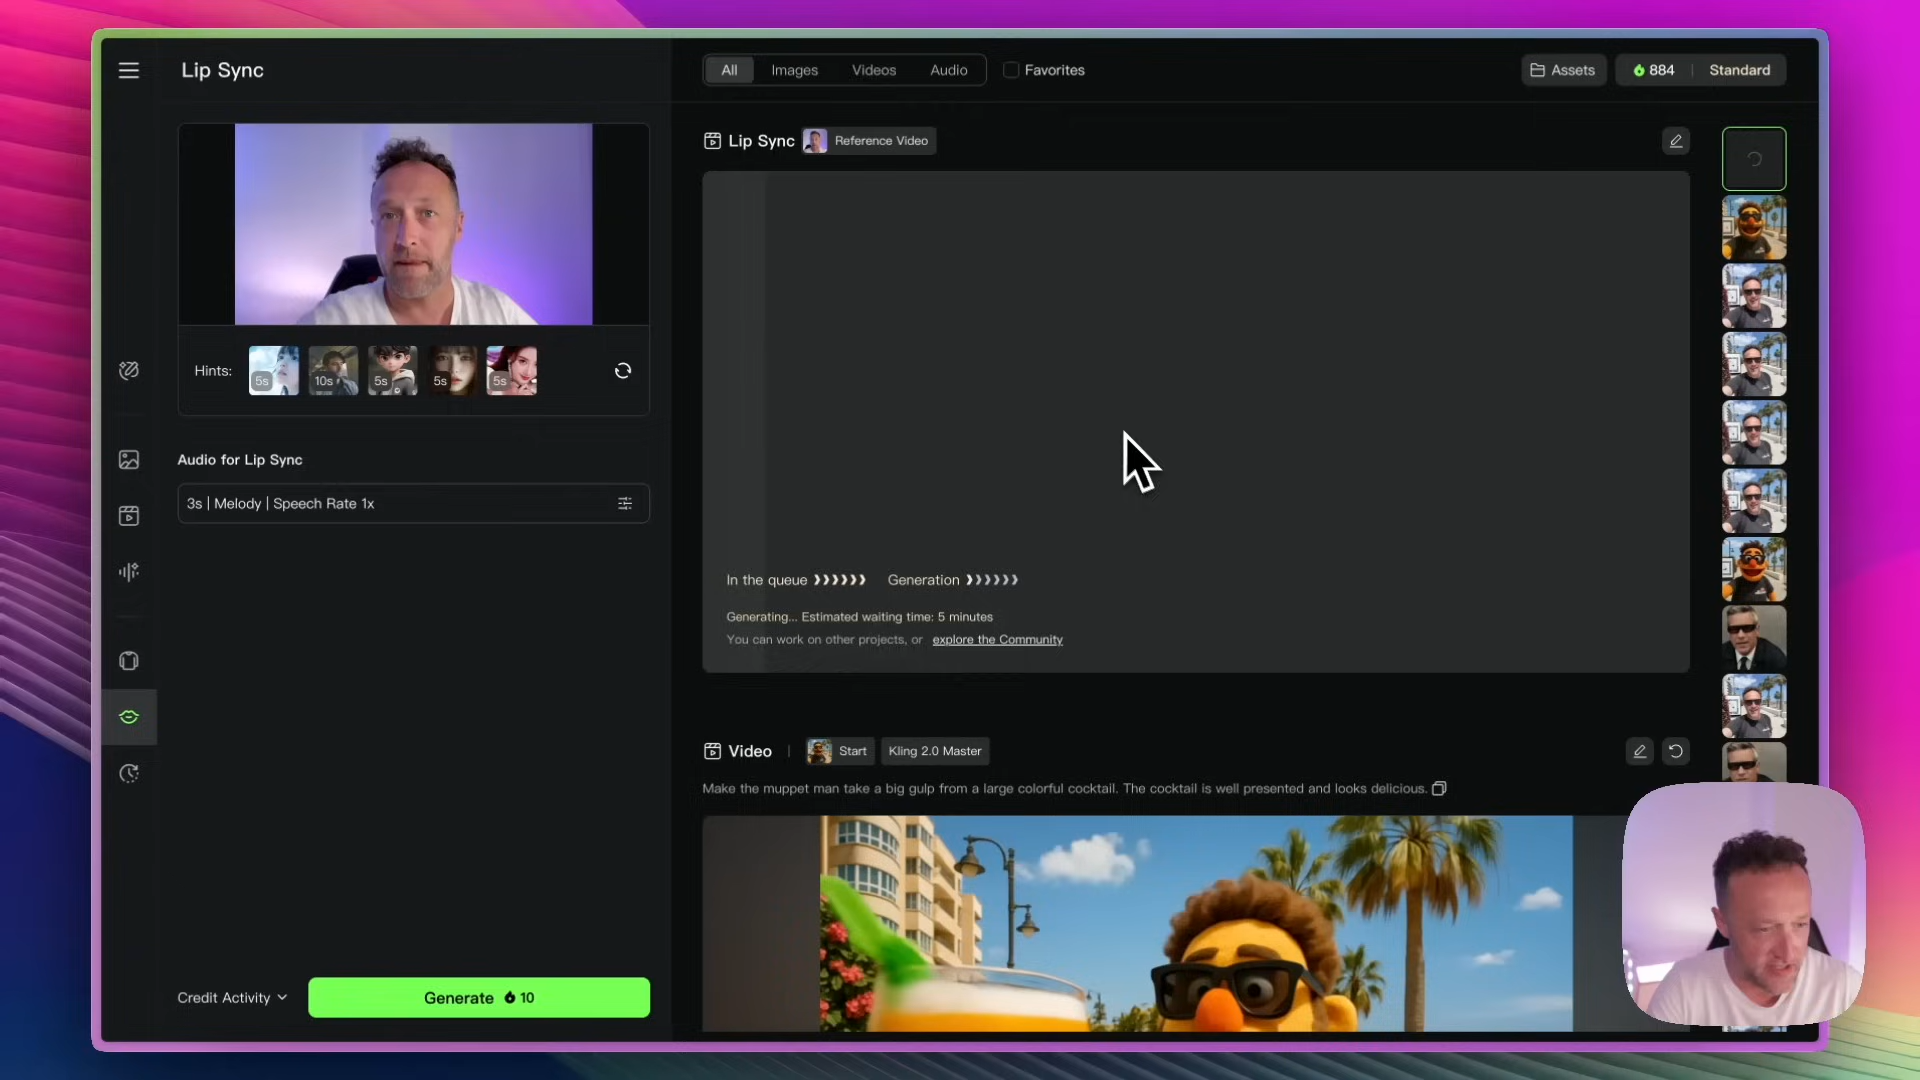 Lip Sync
All
Images
Videos
Audio
Favorites
Assets
884
Standard
Lip Sync
Reference Video
Hints:
5s
10s
5s
5s
5s
Audio for Lip Sync
3s | Melody | Speech Rate 1x
In the queue
Generation
Generating... Estimated waiting time: 5 minutes
You can work on other projects, or explore the Community
Video
Start
Kling 2.0 Master
Make the muppet man take a big gulp from a large colorful cocktail. The cocktail is well presented and looks delicious.
Credit Activity
Generate 10